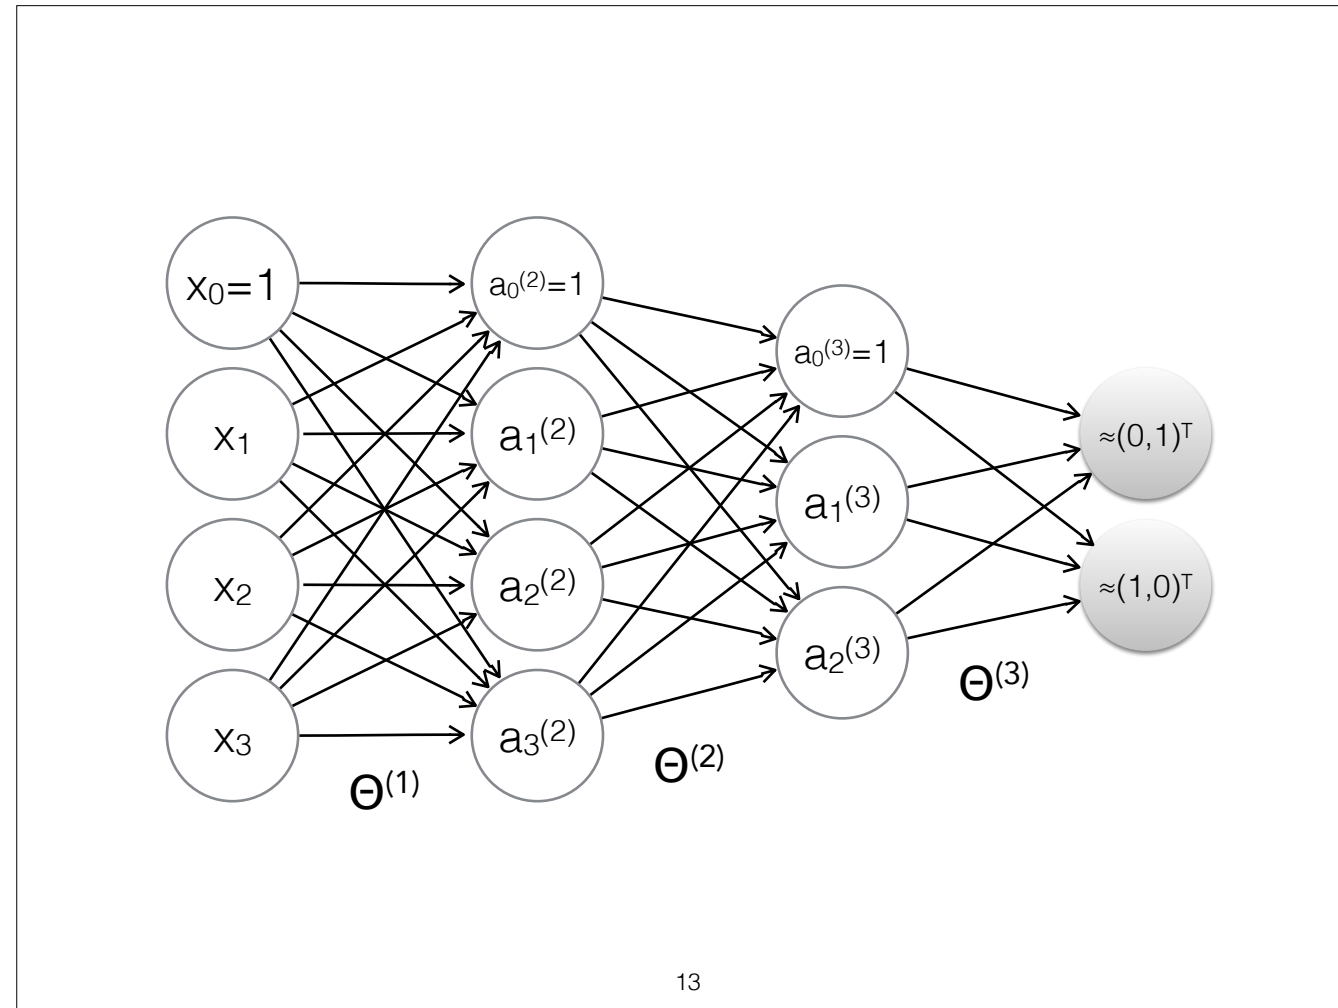 x₀=1
x₁
x₂
x₃
Θ⁽¹⁾
a₀⁽²⁾=1
a₁⁽²⁾
a₂⁽²⁾
a₃⁽²⁾
Θ⁽²⁾
a₀⁽³⁾=1
a₁⁽³⁾
a₂⁽³⁾
Θ⁽³⁾
≈(0,1)ᵀ
≈(1,0)ᵀ
13